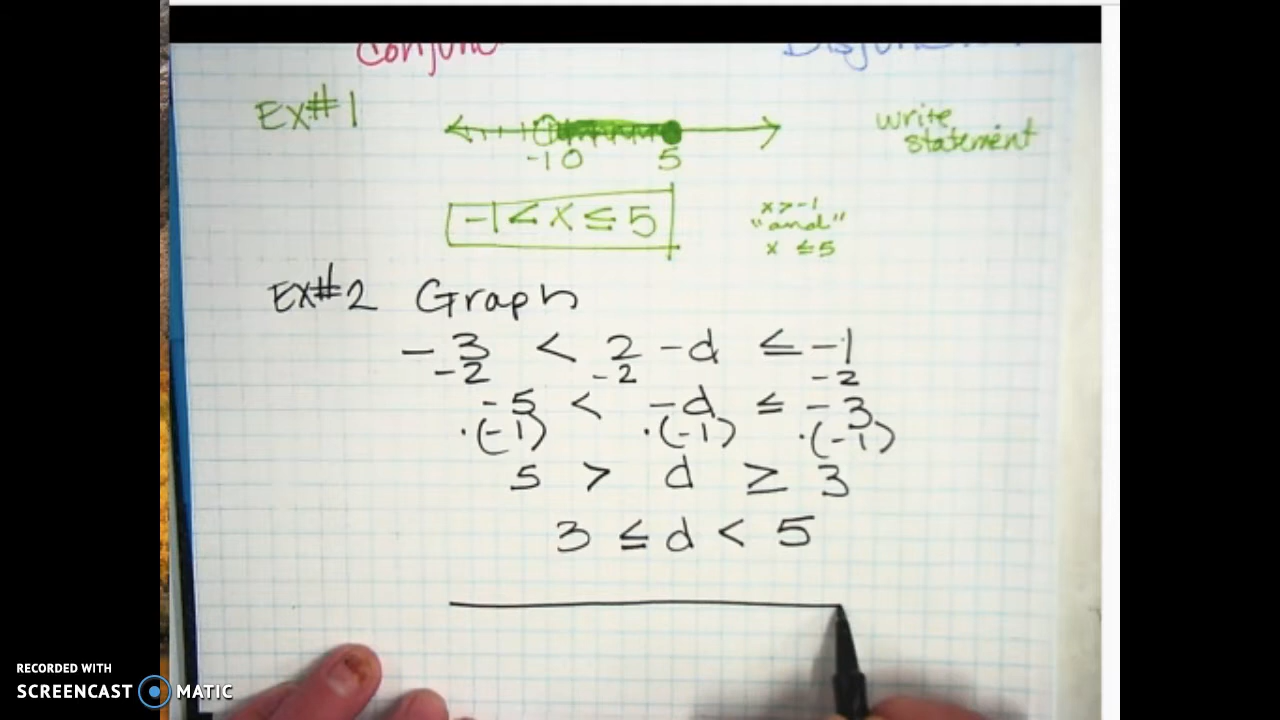 Ex#1
write
statement
-1 0 5
-1 < x ≤ 5
x > -1
"and"
x ≤ 5
Ex#2 Graph
-3 < 2 - d ≤ -1
-2 -2 -2
-5 < -d ≤ -3
·(-1) ·(-1) ·(-1)
5 > d ≥ 3
3 ≤ d < 5
RECORDED WITH
SCREENCAST MATIC